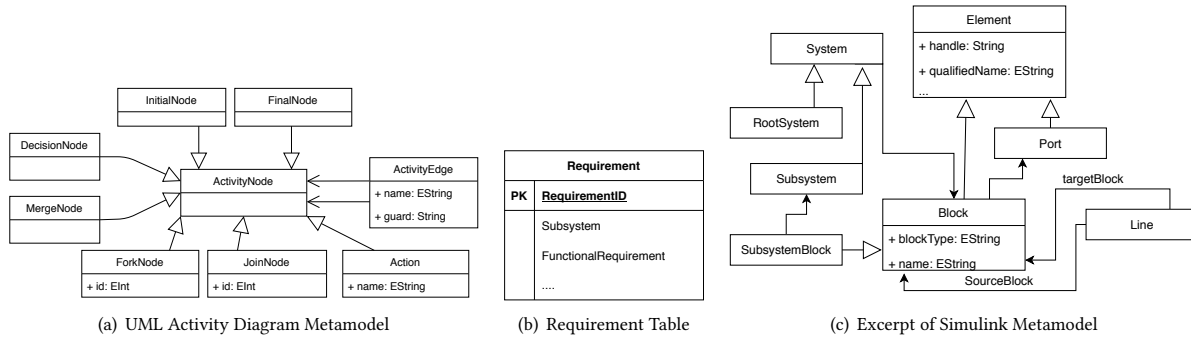 InitialNode
FinalNode
DecisionNode
ActivityNode
ActivityEdge
+ name: EString
+ guard: String
MergeNode
ForkNode
+ id: EInt
JoinNode
+ id: EInt
Action
+ name: EString
(a) UML Activity Diagram Metamodel
Requirement
PK
RequirementID
Subsystem
FunctionalRequirement
....
(b) Requirement Table
Element
+ handle: String
+ qualifiedName: EString
...
System
RootSystem
Port
Subsystem
targetBlock
Block
+ blockType: EString
+ name: EString
Line
SubsystemBlock
SourceBlock
(c) Excerpt of Simulink Metamodel